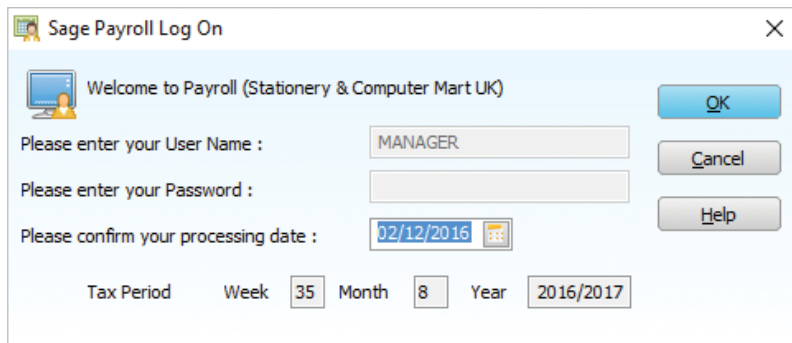 Sage Payroll Log On
Welcome to Payroll (Stationery & Computer Mart UK)
OK
Please enter your User Name : MANAGER
Cancel
Please enter your Password :
Help
Please confirm your processing date : 02/12/2016
Tax Period Week 35 Month 8 Year 2016/2017